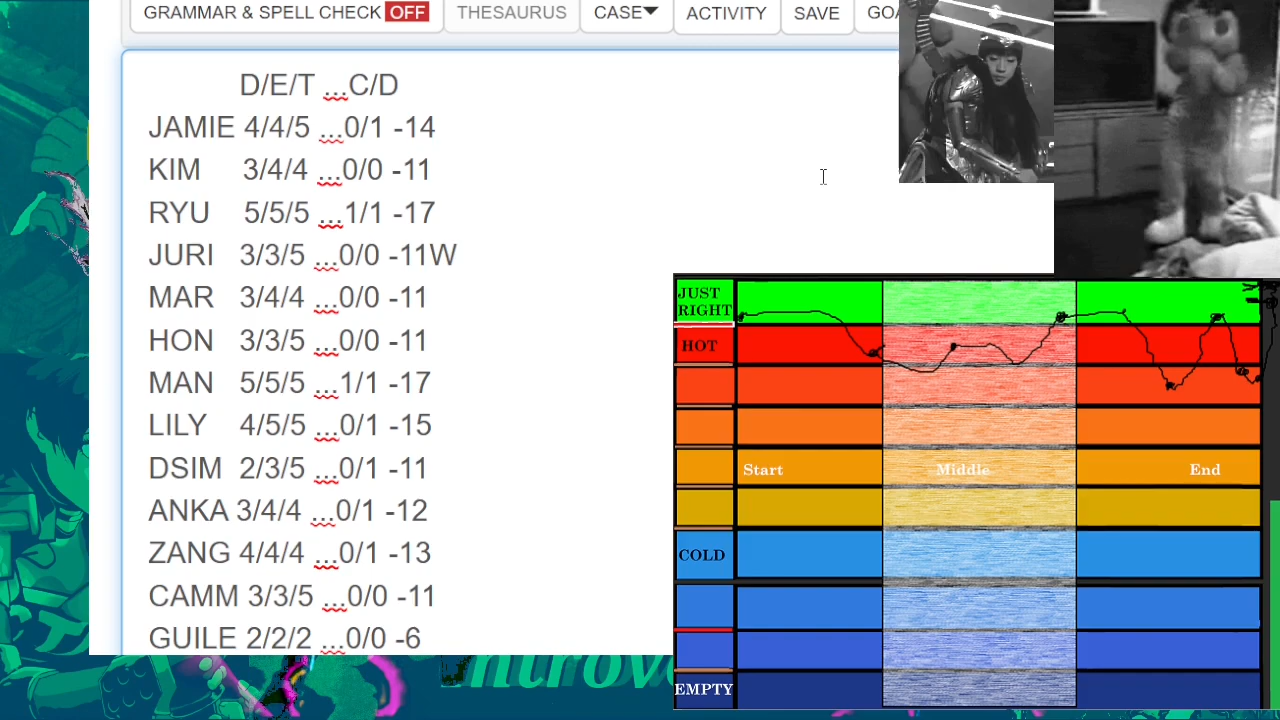 GRAMMAR & SPELL CHECK OFF
THESAURUS
CASE
ACTIVITY
SAVE
GOA
D/E/T ...C/D
JAMIE 4/4/5 ...0/1 -14
KIM 3/4/4 ...0/0 -11
RYU 5/5/5 ...1/1 -17
JURI 3/3/5 ...0/0 -11W
MAR 3/4/4 ...0/0 -11
HON 3/3/5 ...0/0 -11
MAN 5/5/5 ...1/1 -17
LILY 4/5/5 ...0/1 -15
DSIM 2/3/5 ...0/1 -11
ANKA 3/4/4 ...0/1 -12
ZANG 4/4/4 ...0/1 -13
CAMM 3/3/5 ...0/0 -11
GUILE 2/2/2 ...0/0 -6
JUST
RIGHT
HOT
Start
Middle
End
COLD
EMPTY
ntrov